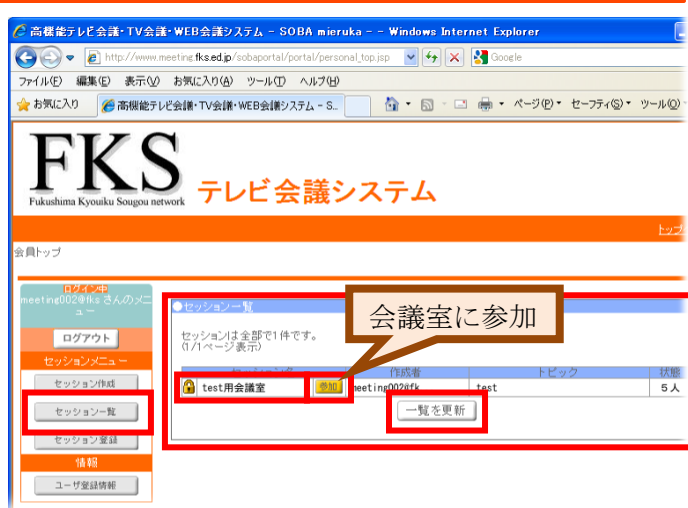 高機能テレビ会議・TV会議・WEB会議システム - SOBA mieruka - - Windows Internet Explorer
http://www.meeting.fks.ed.jp/sobaportal/portal/personal_top.jsp
Google
ファイル(F) 編集(E) 表示(V) お気に入り(A) ツール(T) ヘルプ(H)
お気に入り 高機能テレビ会議・TV会議・WEB会議システム - S... ページ(P) セーフティ(S) ツール(O)
FKS
Fukushima Kyouiku Sougou network
テレビ会議システム
会員トップ
ログイン中
meeting002@fks さんのメニ
ュー
ログアウト
セッションメニュー
セッション作成
セッション一覧
セッション登録
情報
ユーザ登録情報
●セッション一覧
会議室に参加
セッションは全部で1件です。
(1/1ページ表示)
作成者 トピック 状態
test用会議室 参加 meeting002@fk test 5人
一覧を更新